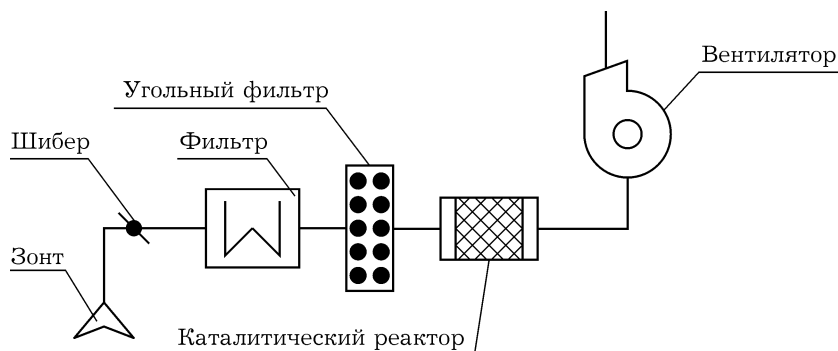 Вентилятор
Угольный фильтр
Шибер
Фильтр
Зонт
Каталитический реактор